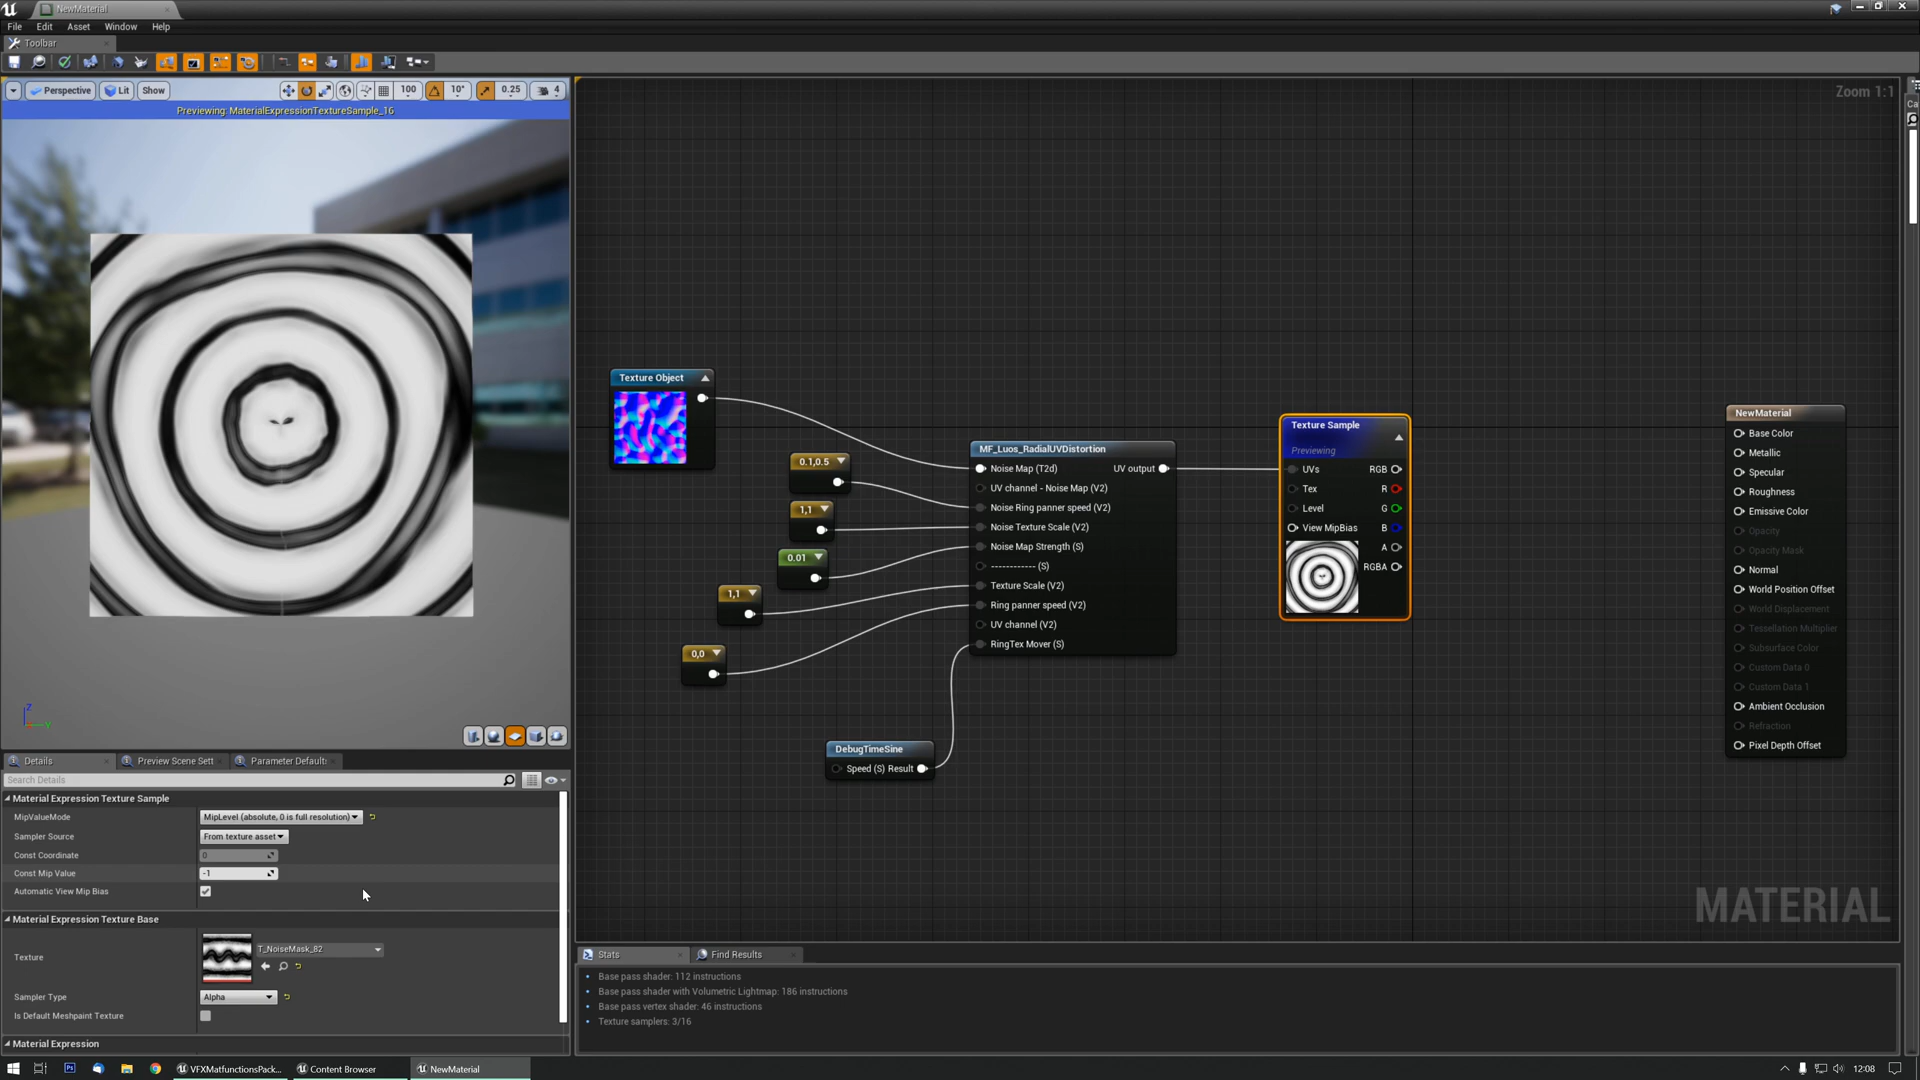 NewMaterial
File Edit Asset Window Help
Toolbar
Perspective Lit Show 100 10° 0.25 4
Previewing: MaterialExpressionTextureSample_16
Zoom 1:1
Ca
Texture Object
0.1,0.5
1,1
0.01
1,1
0,0
MF_Luos_RadialUVDistortion
Noise Map (T2d) UV output
UV channel - Noise Map (V2)
Noise Ring panner speed (V2)
Noise Texture Scale (V2)
Noise Map Strength (S)
------------ (S)
Texture Scale (V2)
Ring panner speed (V2)
UV channel (V2)
RingTex Mover (S)
DebugTimeSine
Speed (S) Result
Texture Sample
Previewing
UVs RGB
Tex R
Level G
View MipBias B
A
RGBA
NewMaterial
Base Color
Metallic
Specular
Roughness
Emissive Color
Opacity
Opacity Mask
Normal
World Position Offset
World Displacement
Tessellation Multiplier
Subsurface Color
Custom Data 0
Custom Data 1
Ambient Occlusion
Refraction
Pixel Depth Offset
MATERIAL
Z
Y
Details Preview Scene Sett Parameter Default:
Search Details
Material Expression Texture Sample
MipValueMode MipLevel (absolute, 0 is full resolution)
Sampler Source From texture asset
Const Coordinate 0
Const Mip Value -1
Automatic View Mip Bias
Material Expression Texture Base
Texture T_NoiseMask_82
Sampler Type Alpha
Is Default Meshpaint Texture
Material Expression
Stats Find Results
Base pass shader: 112 instructions
Base pass shader with Volumetric Lightmap: 186 instructions
Base pass vertex shader: 46 instructions
Texture samplers: 3/16
VFXMatfunctionsPack... Content Browser NewMaterial 12:08